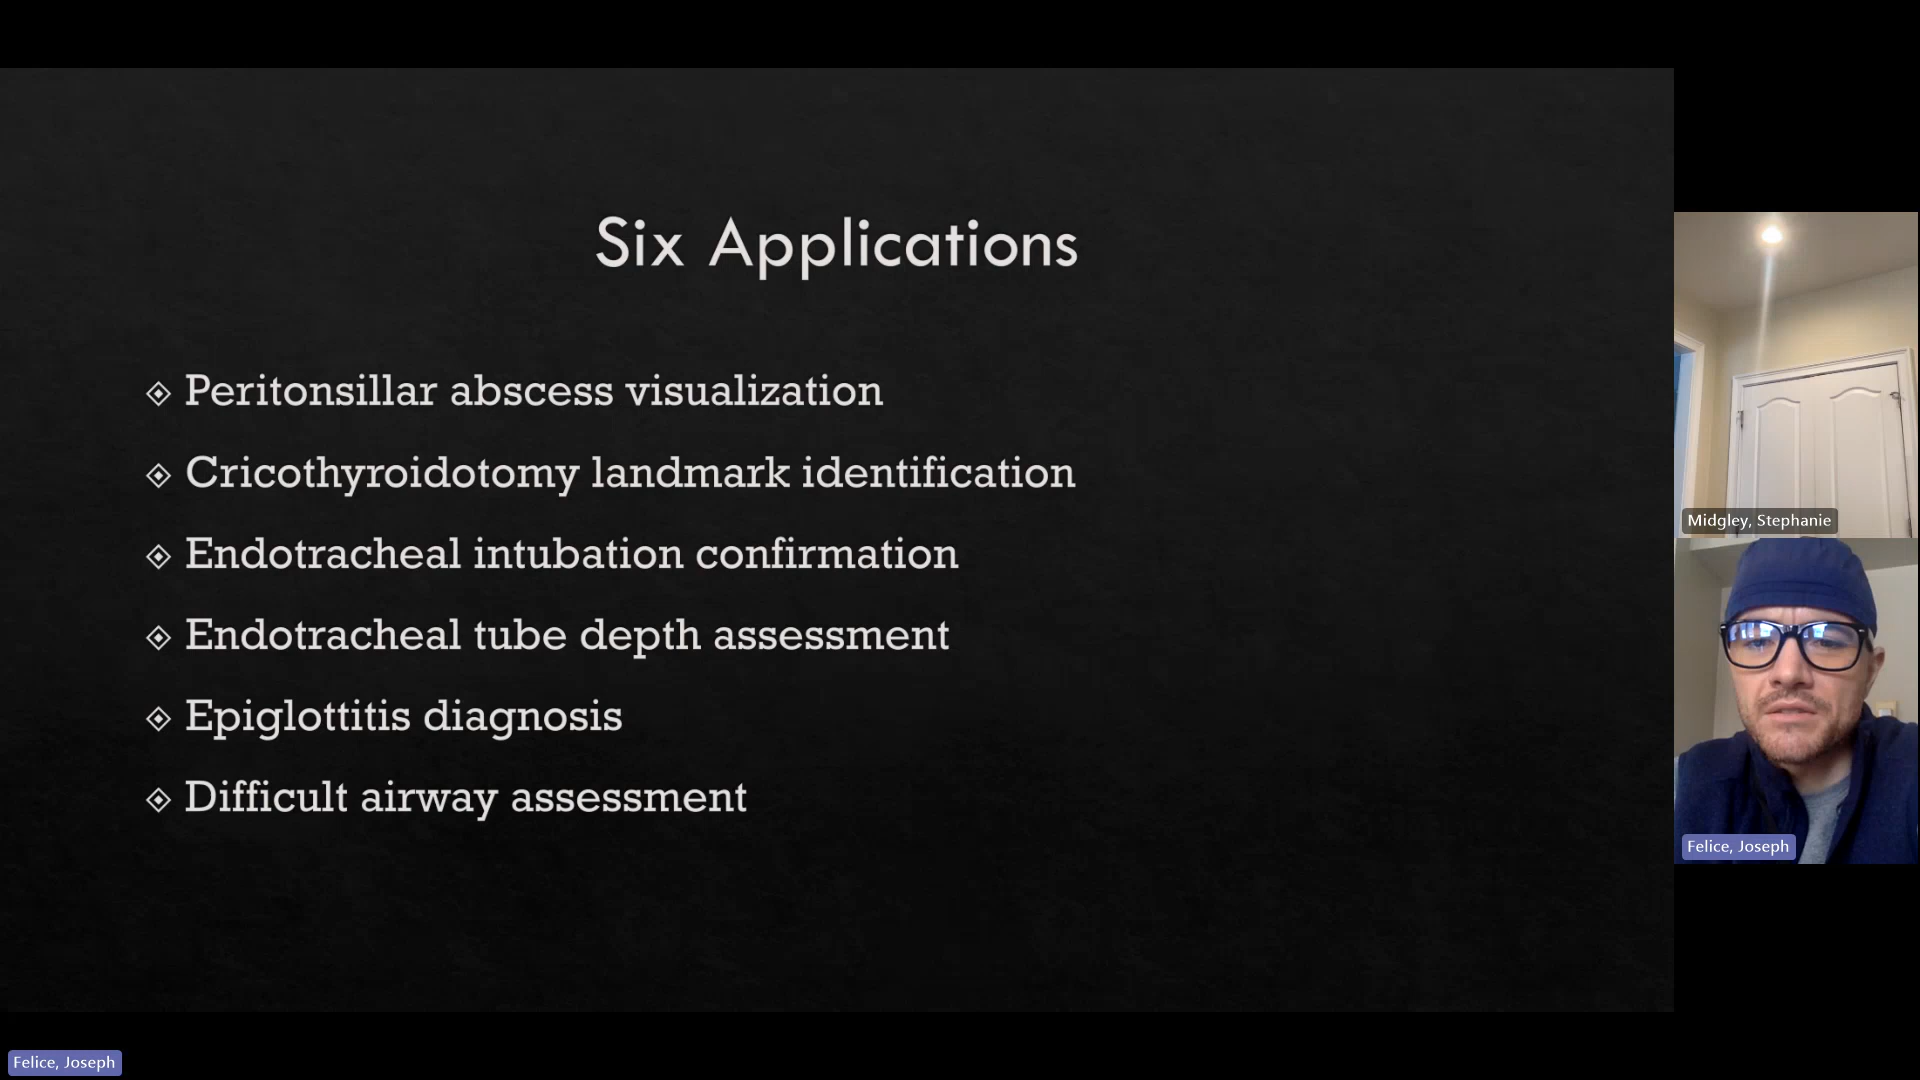 Six Applications
Peritonsillar abscess visualization
Cricothyroidotomy landmark identification
Endotracheal intubation confirmation
Endotracheal tube depth assessment
Epiglottitis diagnosis
Difficult airway assessment
Midgley, Stephanie
Felice, Joseph
Felice, Joseph